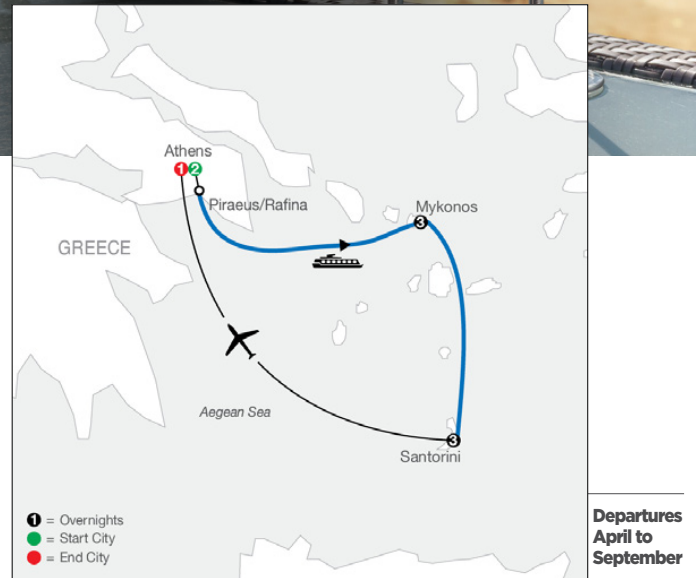 Athens
1 2
Piraeus/Rafina
Mykonos
3
GREECE
Aegean Sea
3
Santorini
1 = Overnights
= Start City
= End City
Departures
April to
September